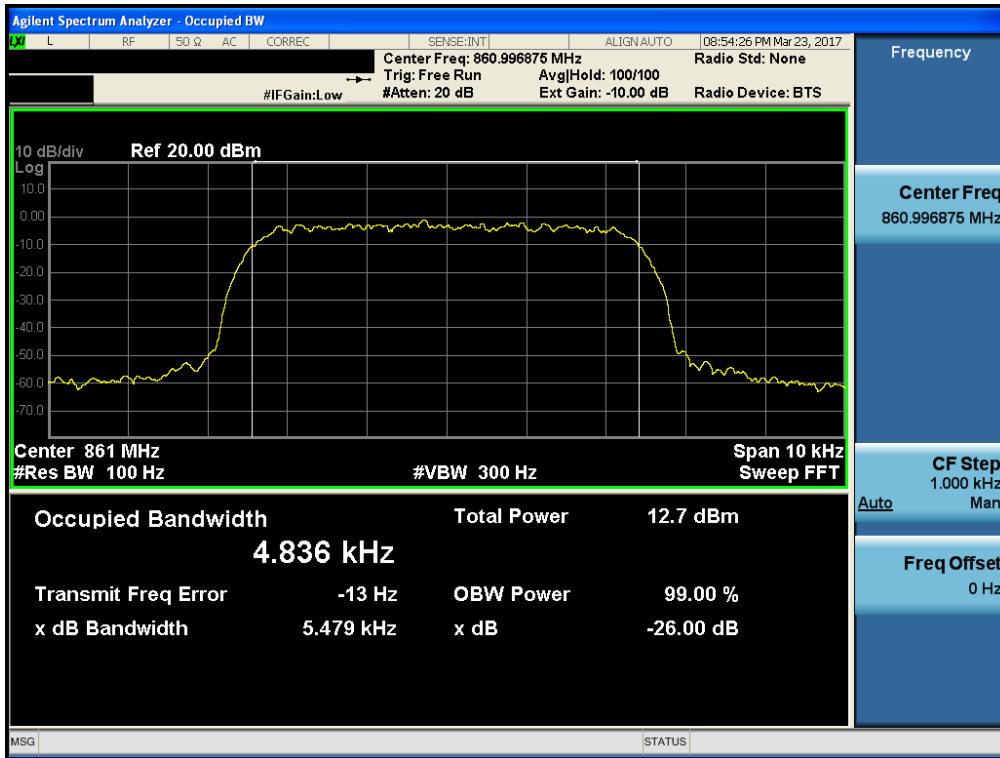 Agilent Spectrum Analyzer - Occupied BW
LXI L RF 50 Ω AC CORREC SENSE:INT ALIGN AUTO 08:54:26 PM Mar 23, 2017
Center Freq: 860.996875 MHz Radio Std: None
Trig: Free Run Avg|Hold: 100/100
#IFGain:Low #Atten: 20 dB Ext Gain: -10.00 dB Radio Device: BTS
10 dB/div Ref 20.00 dBm
Log
10.0
0.00
-10.0
-20.0
-30.0
-40.0
-50.0
-60.0
-70.0
Center 861 MHz Span 10 kHz
#Res BW 100 Hz #VBW 300 Hz Sweep FFT
Occupied Bandwidth Total Power 12.7 dBm
4.836 kHz
Transmit Freq Error -13 Hz OBW Power 99.00 %
x dB Bandwidth 5.479 kHz x dB -26.00 dB
MSG STATUS
Frequency
Center Freq
860.996875 MHz
CF Step
1.000 kHz
Auto Man
Freq Offset
0 Hz